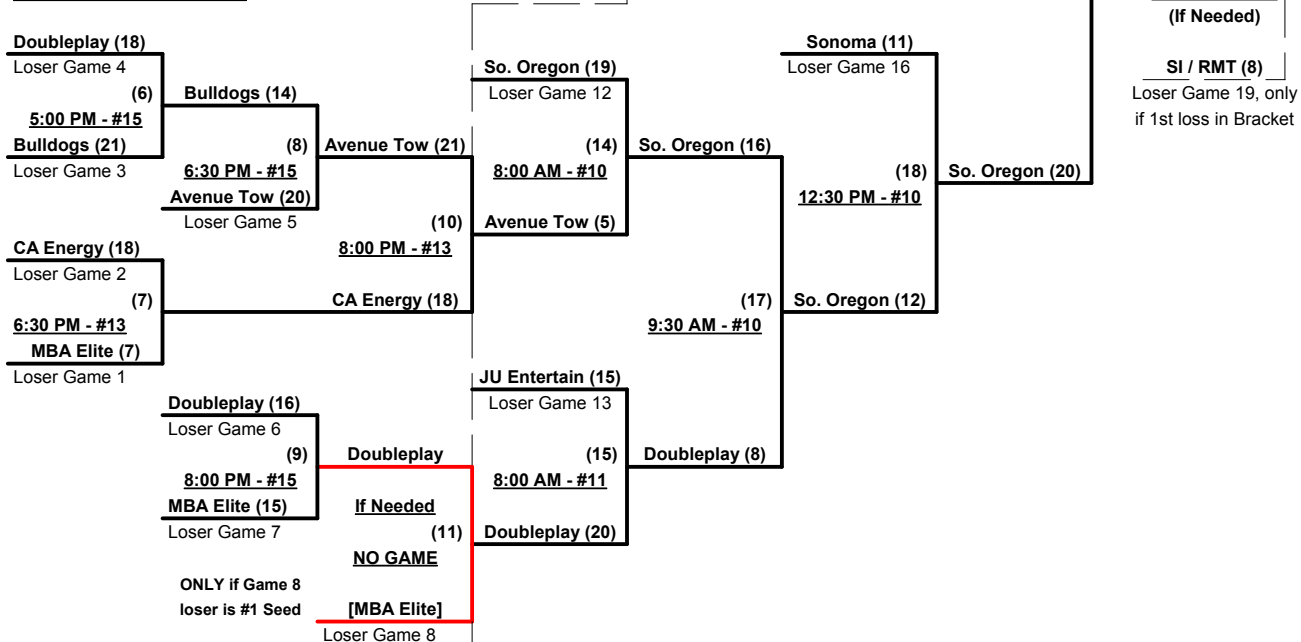 (If Needed)
Doubleplay (18)
Sonoma (11)
Loser Game 4
So. Oregon (19)
Loser Game 16
SI / RMT (8)
(6)
Bulldogs (14)
Loser Game 12
Loser Game 19, only
5:00 PM - #15
if 1st loss in Bracket
Bulldogs (21)
(8)
Avenue Tow (21)
(14)
So. Oregon (16)
Loser Game 3
6:30 PM - #15
8:00 AM - #10
(18)
So. Oregon (20)
Avenue Tow (20)
12:30 PM - #10
Loser Game 5
(10)
Avenue Tow (5)
CA Energy (18)
8:00 PM - #13
Loser Game 2
(7)
CA Energy (18)
(17)
So. Oregon (12)
6:30 PM - #13
9:30 AM - #10
MBA Elite (7)
Loser Game 1
JU Entertain (15)
Doubleplay (16)
Loser Game 13
Loser Game 6
(9)
Doubleplay
(15)
Doubleplay (8)
8:00 PM - #15
8:00 AM - #11
MBA Elite (15)
If Needed
Loser Game 7
(11)
Doubleplay (20)
NO GAME
ONLY if Game 8
loser is #1 Seed
[MBA Elite]
Loser Game 8